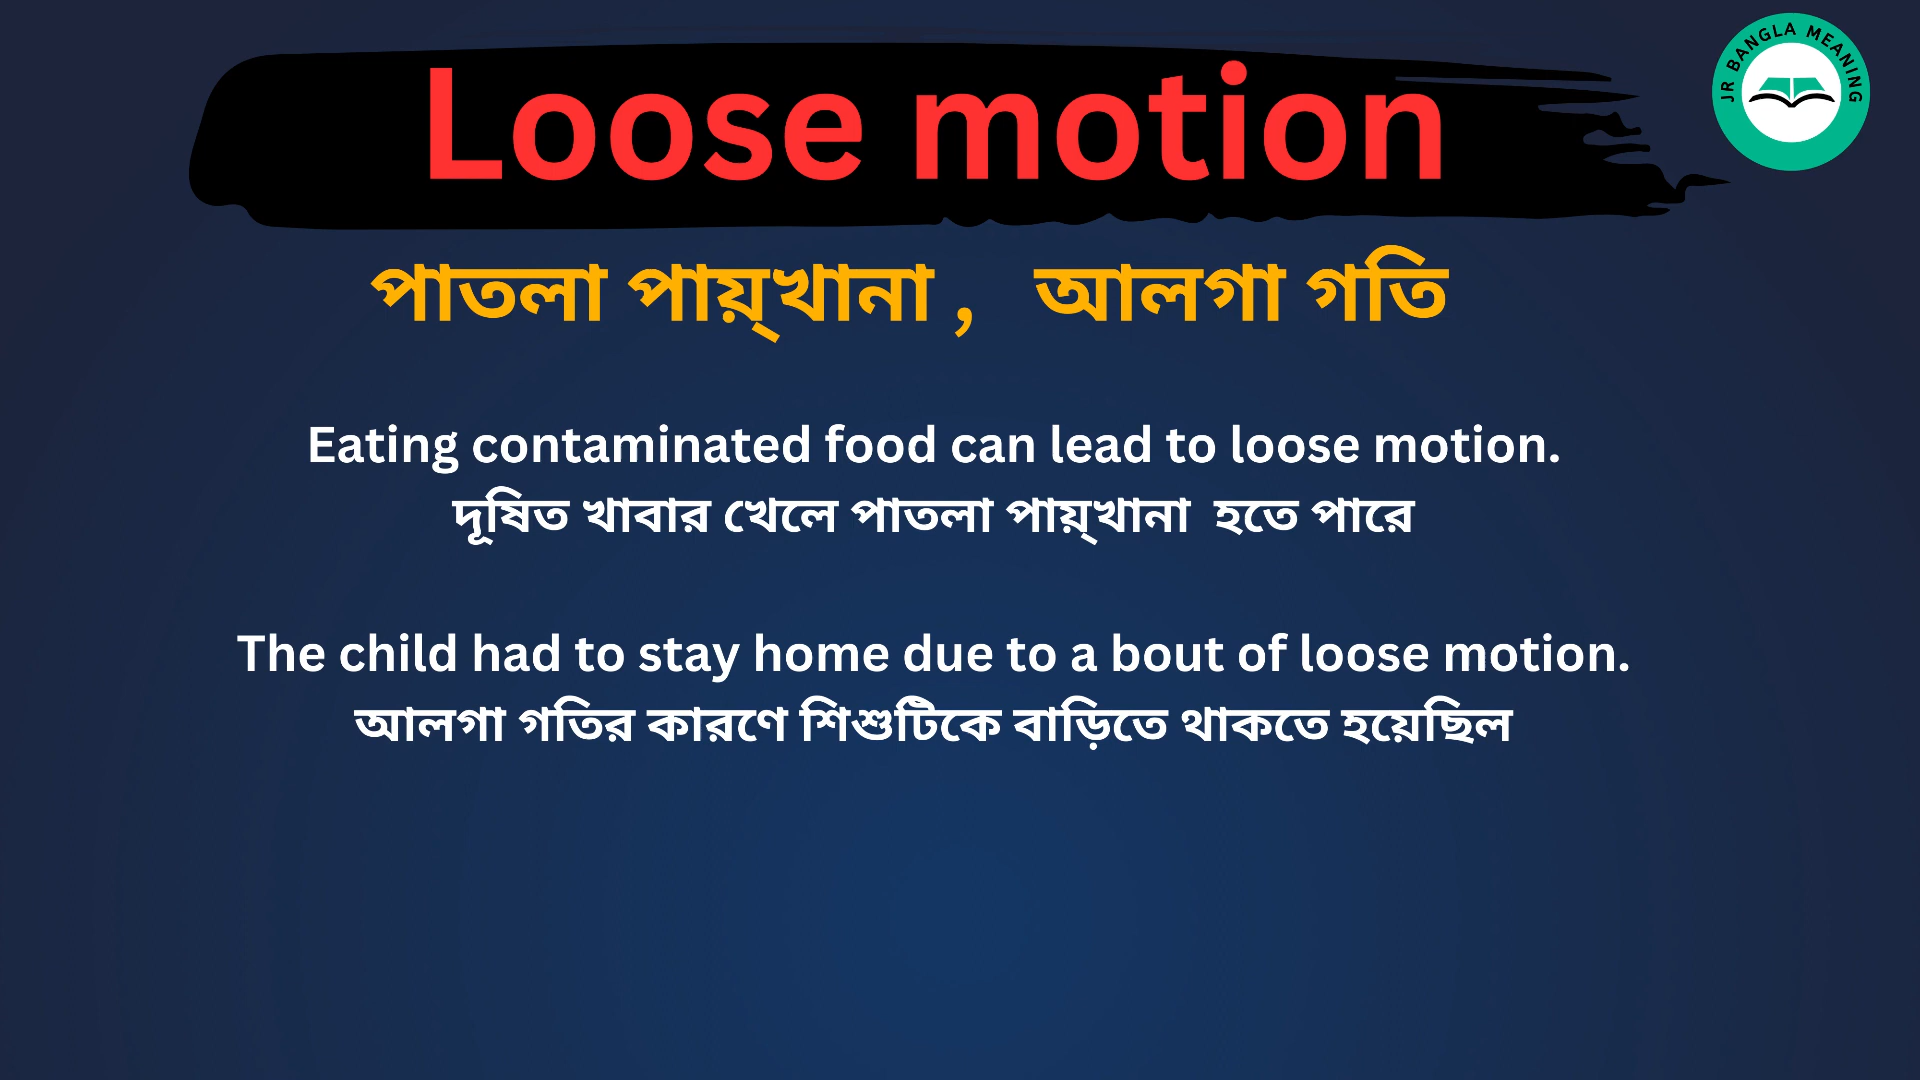 Loose motion
JR BANGLA MEANING
পাতলা পায়্খানা , আলগা গতি
Eating contaminated food can lead to loose motion.
দূষিত খাবার খেলে পাতলা পায়্খানা হতে পারে
The child had to stay home due to a bout of loose motion.
আলগা গতির কারণে শিশুটিকে বাড়িতে থাকতে হয়েছিল